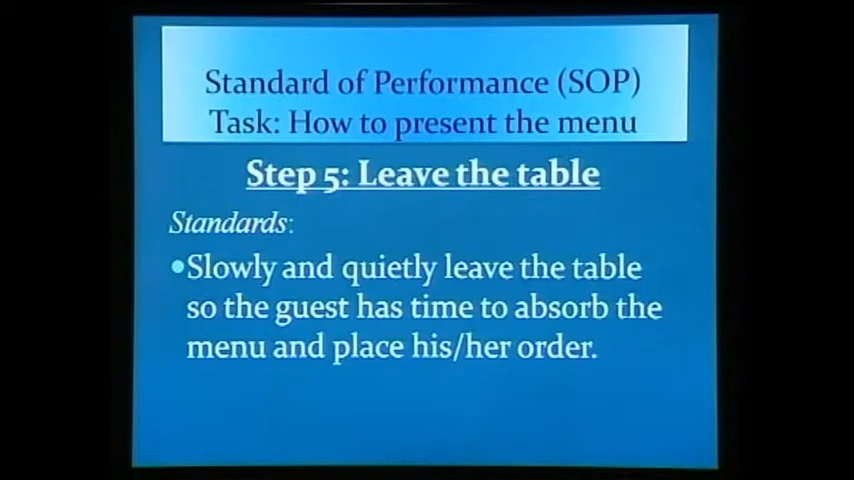 Standard of Performance (SOP)
Task: How to present the menu
Step 5: Leave the table
Standards:
•Slowly and quietly leave the table
so the guest has time to absorb the
menu and place his/her order.